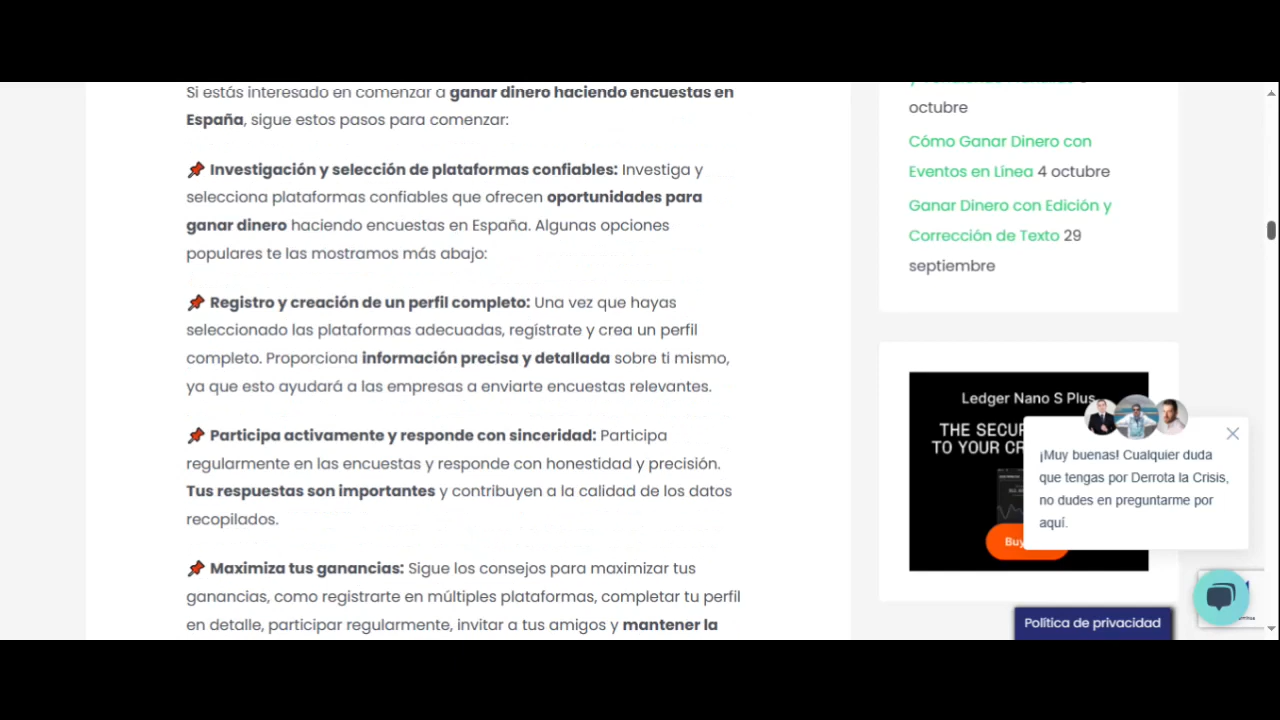 Si estás interesado en comenzar a ganar dinero haciendo encuestas en
España, sigue estos pasos para comenzar:
📌 Investigación y selección de plataformas confiables: Investiga y
selecciona plataformas confiables que ofrecen oportunidades para
ganar dinero haciendo encuestas en España. Algunas opciones
populares te las mostramos más abajo:
📌 Registro y creación de un perfil completo: Una vez que hayas
seleccionado las plataformas adecuadas, regístrate y crea un perfil
completo. Proporciona información precisa y detallada sobre ti mismo,
ya que esto ayudará a las empresas a enviarte encuestas relevantes.
📌 Participa activamente y responde con sinceridad: Participa
regularmente en las encuestas y responde con honestidad y precisión.
Tus respuestas son importantes y contribuyen a la calidad de los datos
recopilados.
📌 Maximiza tus ganancias: Sigue los consejos para maximizar tus
ganancias, como registrarte en múltiples plataformas, completar tu perfil
en detalle, participar regularmente, invitar a tus amigos y mantener la
octubre
Cómo Ganar Dinero con
Eventos en Línea 4 octubre
Ganar Dinero con Edición y
Corrección de Texto 29
septiembre
Ledger Nano S Plus
THE SECUR
TO YOUR CR
Buy
¡Muy buenas! Cualquier duda
que tengas por Derrota la Crisis,
no dudes en preguntarme por
aquí.
Política de privacidad